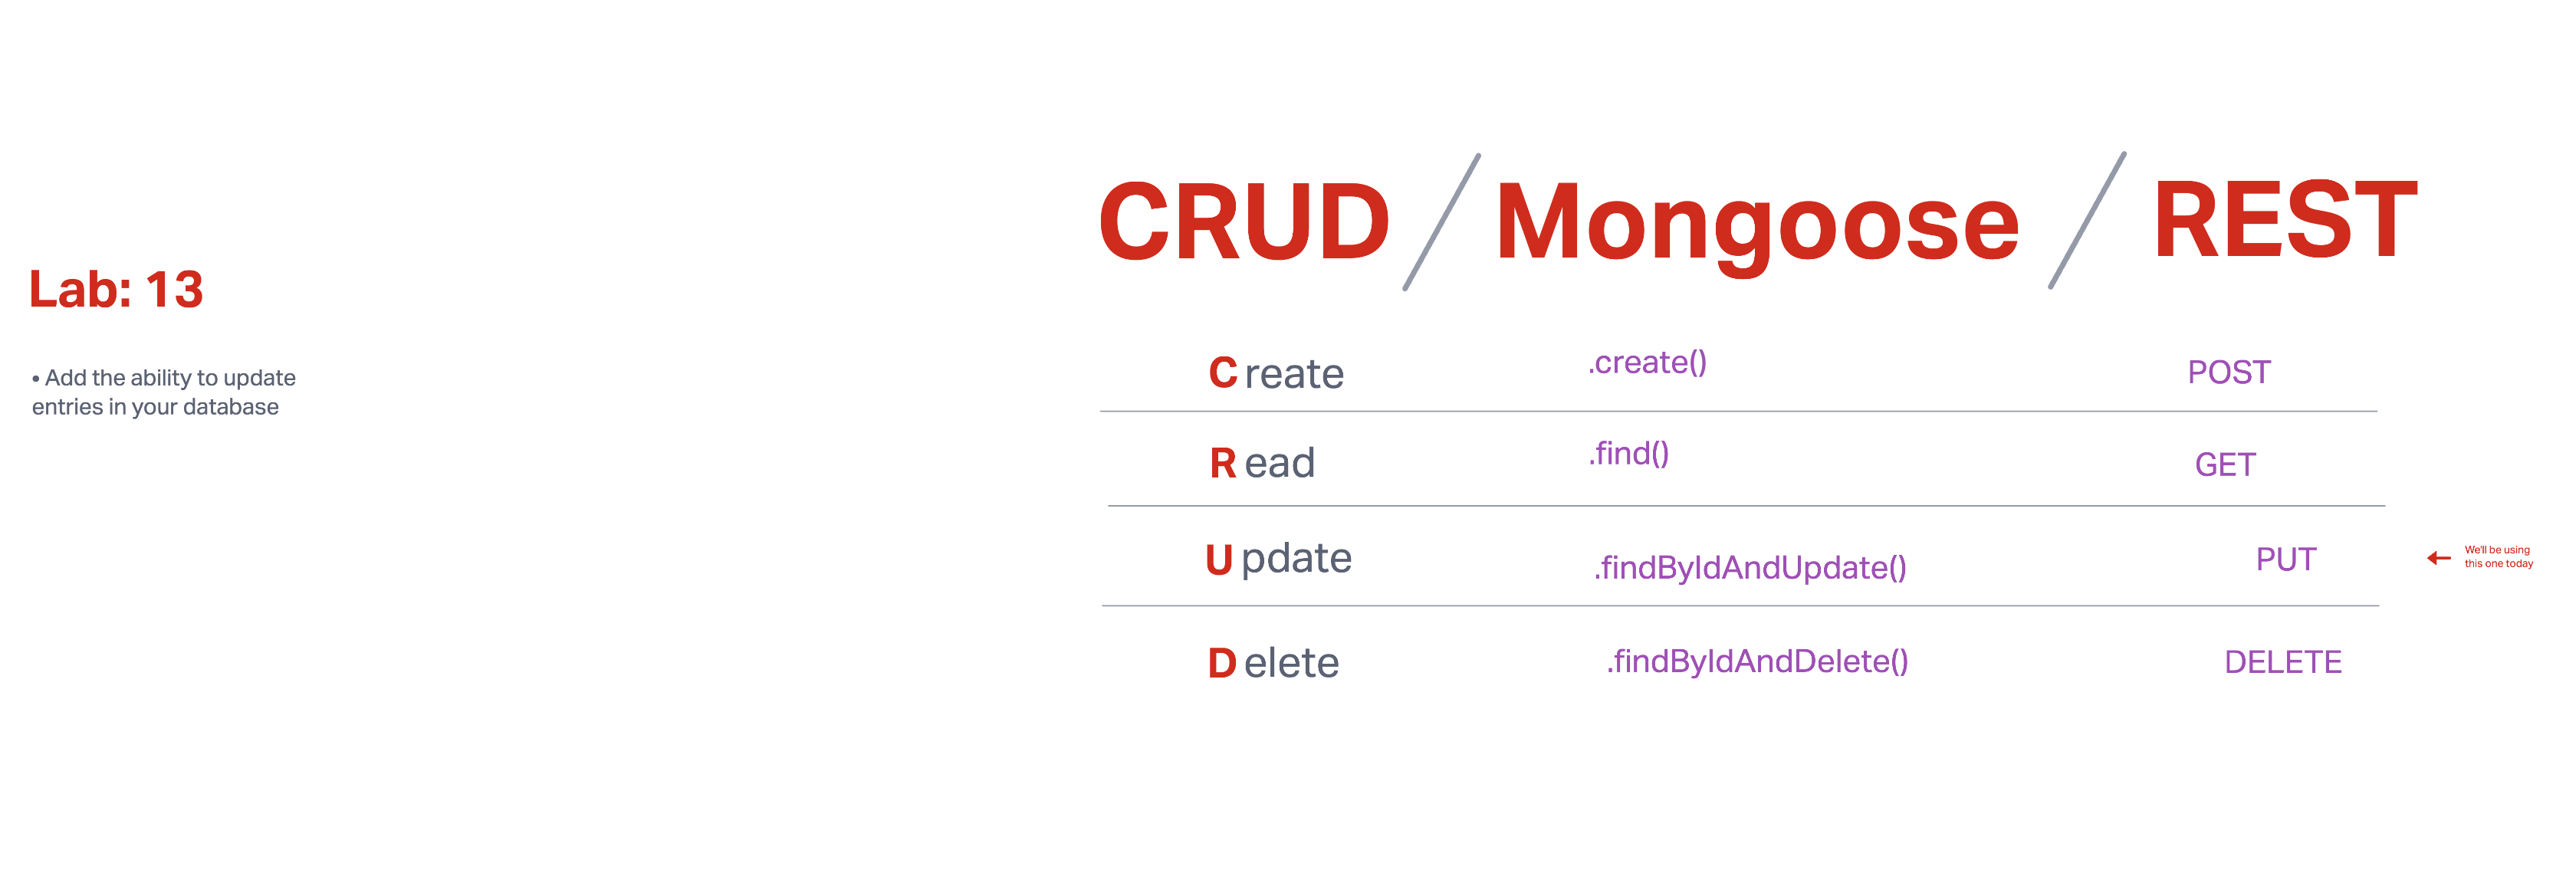 Lab: 13
• Add the ability to update
entries in your database
CRUD / Mongoose / REST
Create .create() POST
Read .find() GET
Update .findByIdAndUpdate() PUT
We'll be using
this one today
Delete .findByIdAndDelete() DELETE